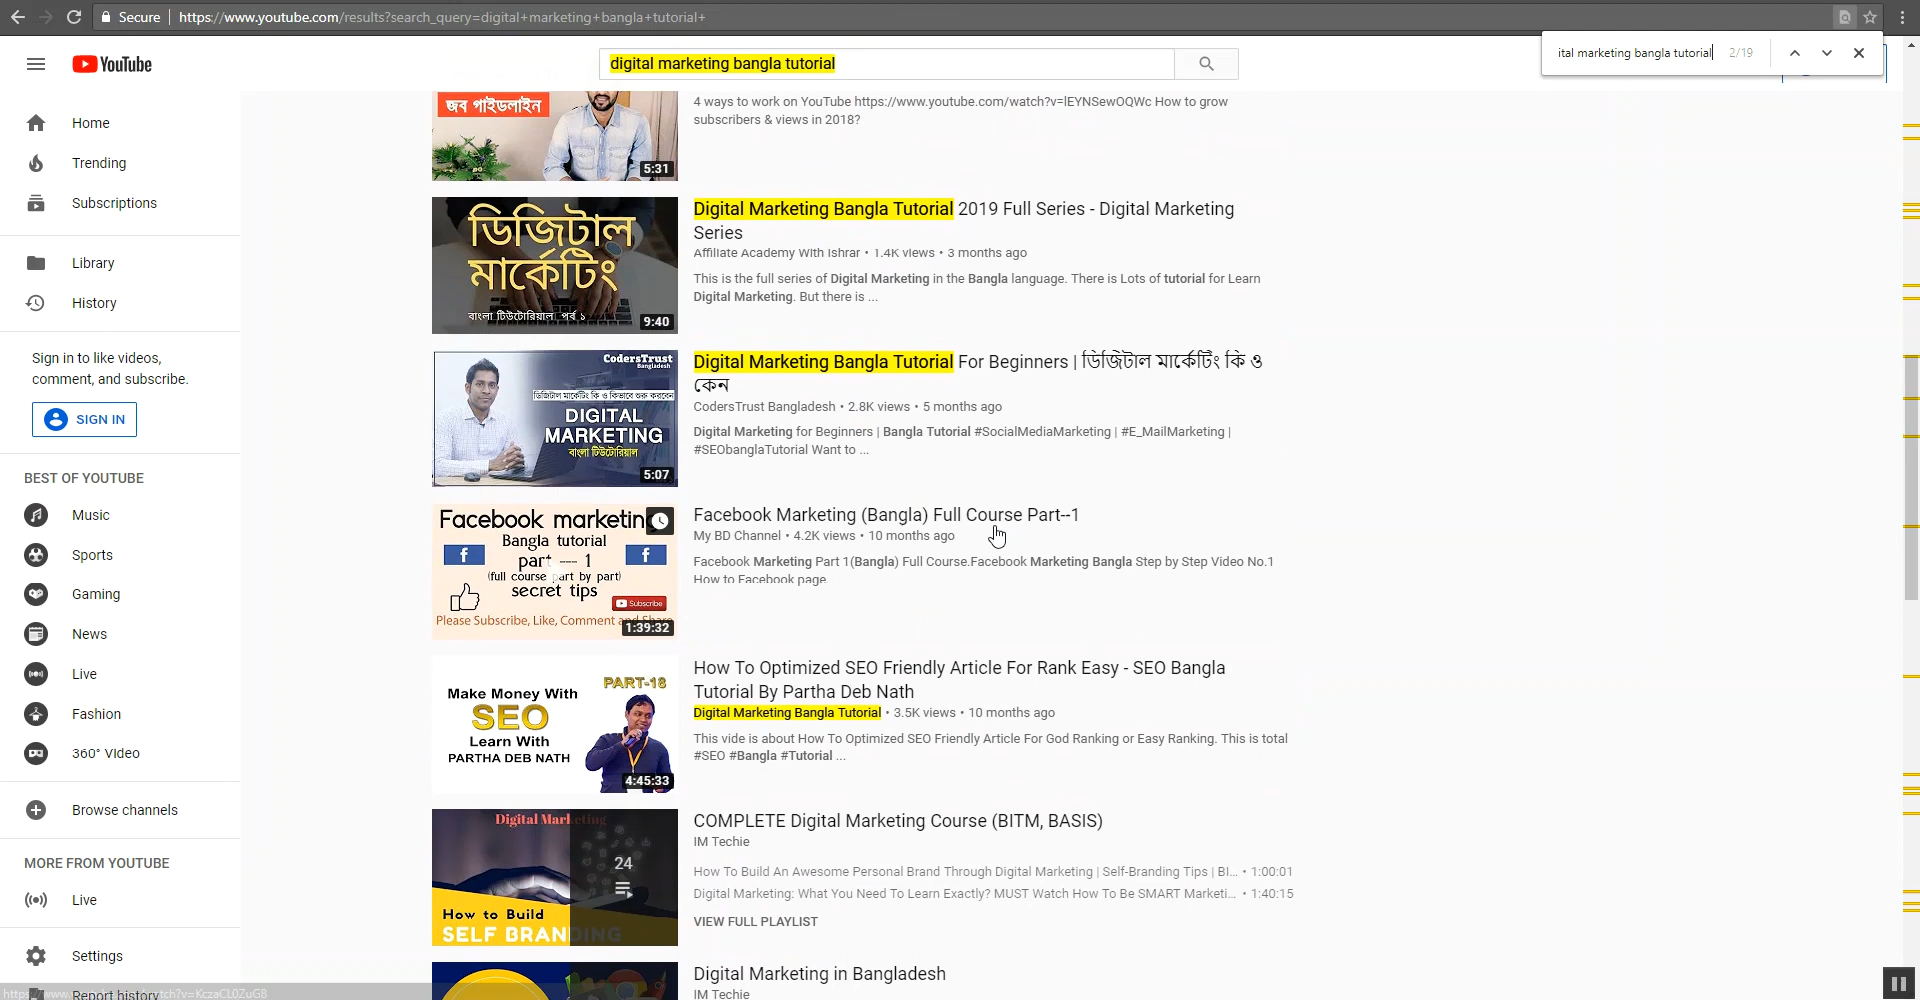 Secure
https://www.youtube.com/results?search_query=digital+marketing+bangla+tutorial+
ital marketing bangla tutorial 2/19
YouTube
digital marketing bangla tutorial
Home
Trending
Subscriptions
Library
History
Sign in to like videos,
comment, and subscribe.
SIGN IN
BEST OF YOUTUBE
Music
Sports
Gaming
News
Live
Fashion
360° Video
Browse channels
MORE FROM YOUTUBE
Live
Settings
Report history
জব গাইডলাইন
5:31
4 ways to work on YouTube https://www.youtube.com/watch?v=lEYNSewOQWc How to grow
subscribers & views in 2018?
ডিজিটাল
মার্কেটিং
বাংলা টিউটোরিয়াল পর্ব ১
9:40
Digital Marketing Bangla Tutorial 2019 Full Series - Digital Marketing
Series
Affiliate Academy With Ishrar • 1.4K views • 3 months ago
This is the full series of Digital Marketing in the Bangla language. There is Lots of tutorial for Learn
Digital Marketing. But there is ...
CodersTrust
Bangladesh
ডিজিটাল মার্কেটিং কি ও কিভাবে শুরু করবেন
DIGITAL
MARKETING
বাংলা টিউটোরিয়াল
5:07
Digital Marketing Bangla Tutorial For Beginners | ডিজিটাল মার্কেটিং কি ও
কেন
CodersTrust Bangladesh • 2.8K views • 5 months ago
Digital Marketing for Beginners | Bangla Tutorial #SocialMediaMarketing | #E_MailMarketing |
#SEObanglaTutorial Want to ...
Facebook marketing
Bangla tutorial
part --- 1
(full course part by part)
secret tips
Subscribe
Please Subscribe, Like, Comment and Share
1:39:32
Facebook Marketing (Bangla) Full Course Part--1
My BD Channel • 4.2K views • 10 months ago
Facebook Marketing Part 1(Bangla) Full Course.Facebook Marketing Bangla Step by Step Video No.1
How to Facebook page
PART-18
Make Money With
SEO
Learn With
PARTHA DEB NATH
4:45:33
How To Optimized SEO Friendly Article For Rank Easy - SEO Bangla
Tutorial By Partha Deb Nath
Digital Marketing Bangla Tutorial • 3.5K views • 10 months ago
This vide is about How To Optimized SEO Friendly Article For God Ranking or Easy Ranking. This is total
#SEO #Bangla #Tutorial ...
Digital Marketing
24
How to Build
SELF BRANDING
COMPLETE Digital Marketing Course (BITM, BASIS)
IM Techie
How To Build An Awesome Personal Brand Through Digital Marketing | Self-Branding Tips | BI... • 1:00:01
Digital Marketing: What You Need To Learn Exactly? MUST Watch How To Be SMART Marketi... • 1:40:15
VIEW FULL PLAYLIST
Digital Marketing in Bangladesh
IM Techie